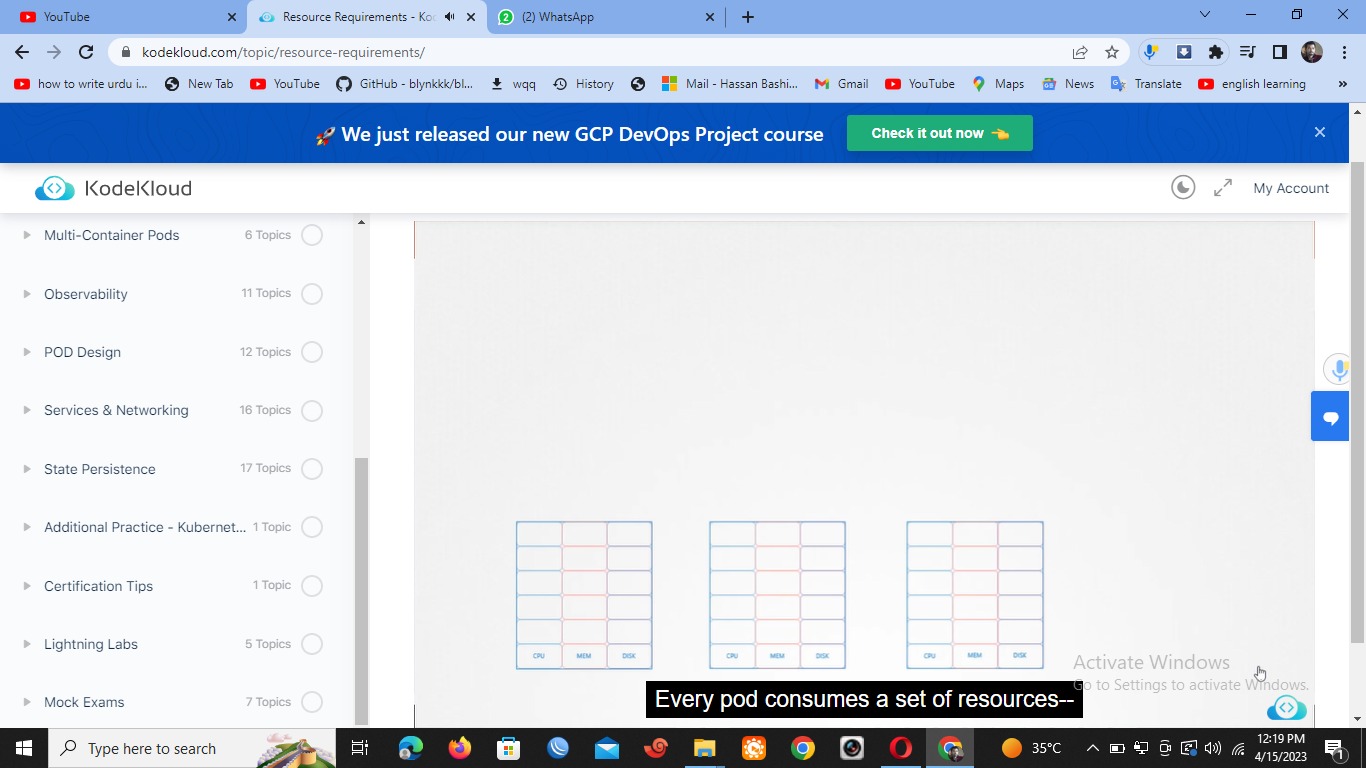 YouTube
Resource Requirements - Ko
(2) WhatsApp
kodekloud.com/topic/resource-requirements/
how to write urdu i...
New Tab
YouTube
GitHub - blynkkk/bl...
wqq
History
Mail - Hassan Bashi...
Gmail
YouTube
Maps
News
Translate
english learning
»
🚀 We just released our new GCP DevOps Project course
Check it out now 👈
KodeKloud
My Account
Multi-Container Pods 6 Topics
Observability 11 Topics
POD Design 12 Topics
Services & Networking 16 Topics
State Persistence 17 Topics
Additional Practice - Kubernet... 1 Topic
Certification Tips 1 Topic
Lightning Labs 5 Topics
Mock Exams 7 Topics
CPU MEM DISK
CPU MEM DISK
CPU MEM DISK
Every pod consumes a set of resources--
Activate Windows
Go to Settings to activate Windows.
Type here to search
35°C
12:19 PM
4/15/2023
1